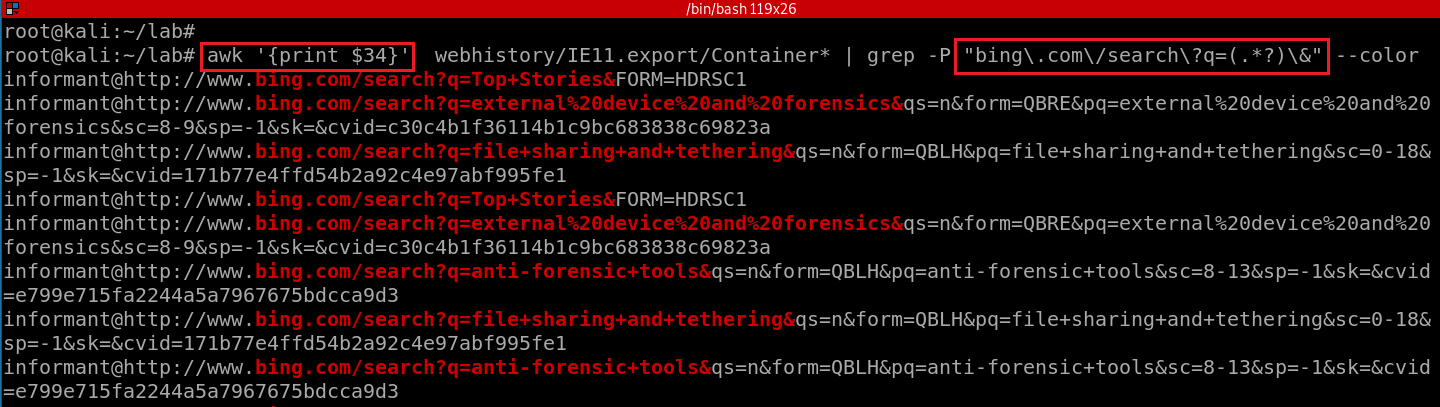 /bin/bash 119x26
root@kali:~/lab#
root@kali:~/lab# awk '{print $34}'  webhistory/IE11.export/Container* | grep -P "bing\.com\/search\?q=(.*?)\&" --color
informant@http://www.bing.com/search?q=Top+Stories&FORM=HDRSC1
informant@http://www.bing.com/search?q=external%20device%20and%20forensics&qs=n&form=QBRE&pq=external%20device%20and%20
forensics&sc=8-9&sp=-1&sk=&cvid=c30c4b1f36114b1c9bc683838c69823a
informant@http://www.bing.com/search?q=file+sharing+and+tethering&qs=n&form=QBLH&pq=file+sharing+and+tethering&sc=0-18&
sp=-1&sk=&cvid=171b77e4ffd54b2a92c4e97abf995fe1
informant@http://www.bing.com/search?q=Top+Stories&FORM=HDRSC1
informant@http://www.bing.com/search?q=external%20device%20and%20forensics&qs=n&form=QBRE&pq=external%20device%20and%20
forensics&sc=8-9&sp=-1&sk=&cvid=c30c4b1f36114b1c9bc683838c69823a
informant@http://www.bing.com/search?q=anti-forensic+tools&qs=n&form=QBLH&pq=anti-forensic+tools&sc=8-13&sp=-1&sk=&cvid
=e799e715fa2244a5a7967675bdcca9d3
informant@http://www.bing.com/search?q=file+sharing+and+tethering&qs=n&form=QBLH&pq=file+sharing+and+tethering&sc=0-18&
sp=-1&sk=&cvid=171b77e4ffd54b2a92c4e97abf995fe1
informant@http://www.bing.com/search?q=anti-forensic+tools&qs=n&form=QBLH&pq=anti-forensic+tools&sc=8-13&sp=-1&sk=&cvid
=e799e715fa2244a5a7967675bdcca9d3